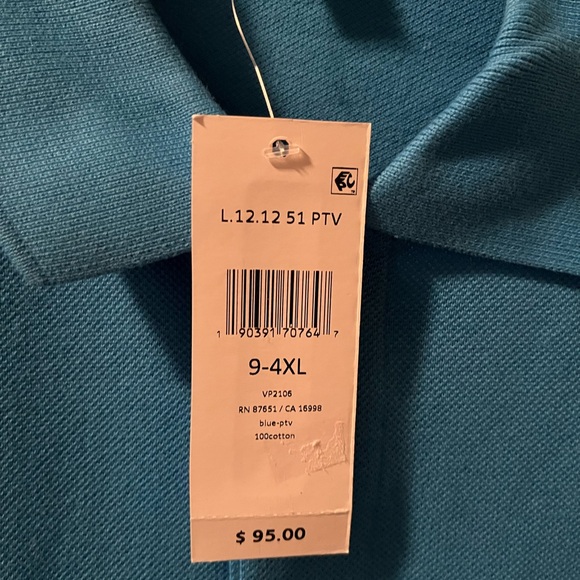 L.12.12 51 PTV
1 90391 70764 7
9-4XL
VP2106
RN 87651 / CA 16998
blue-ptv
100cotton
$ 95.00